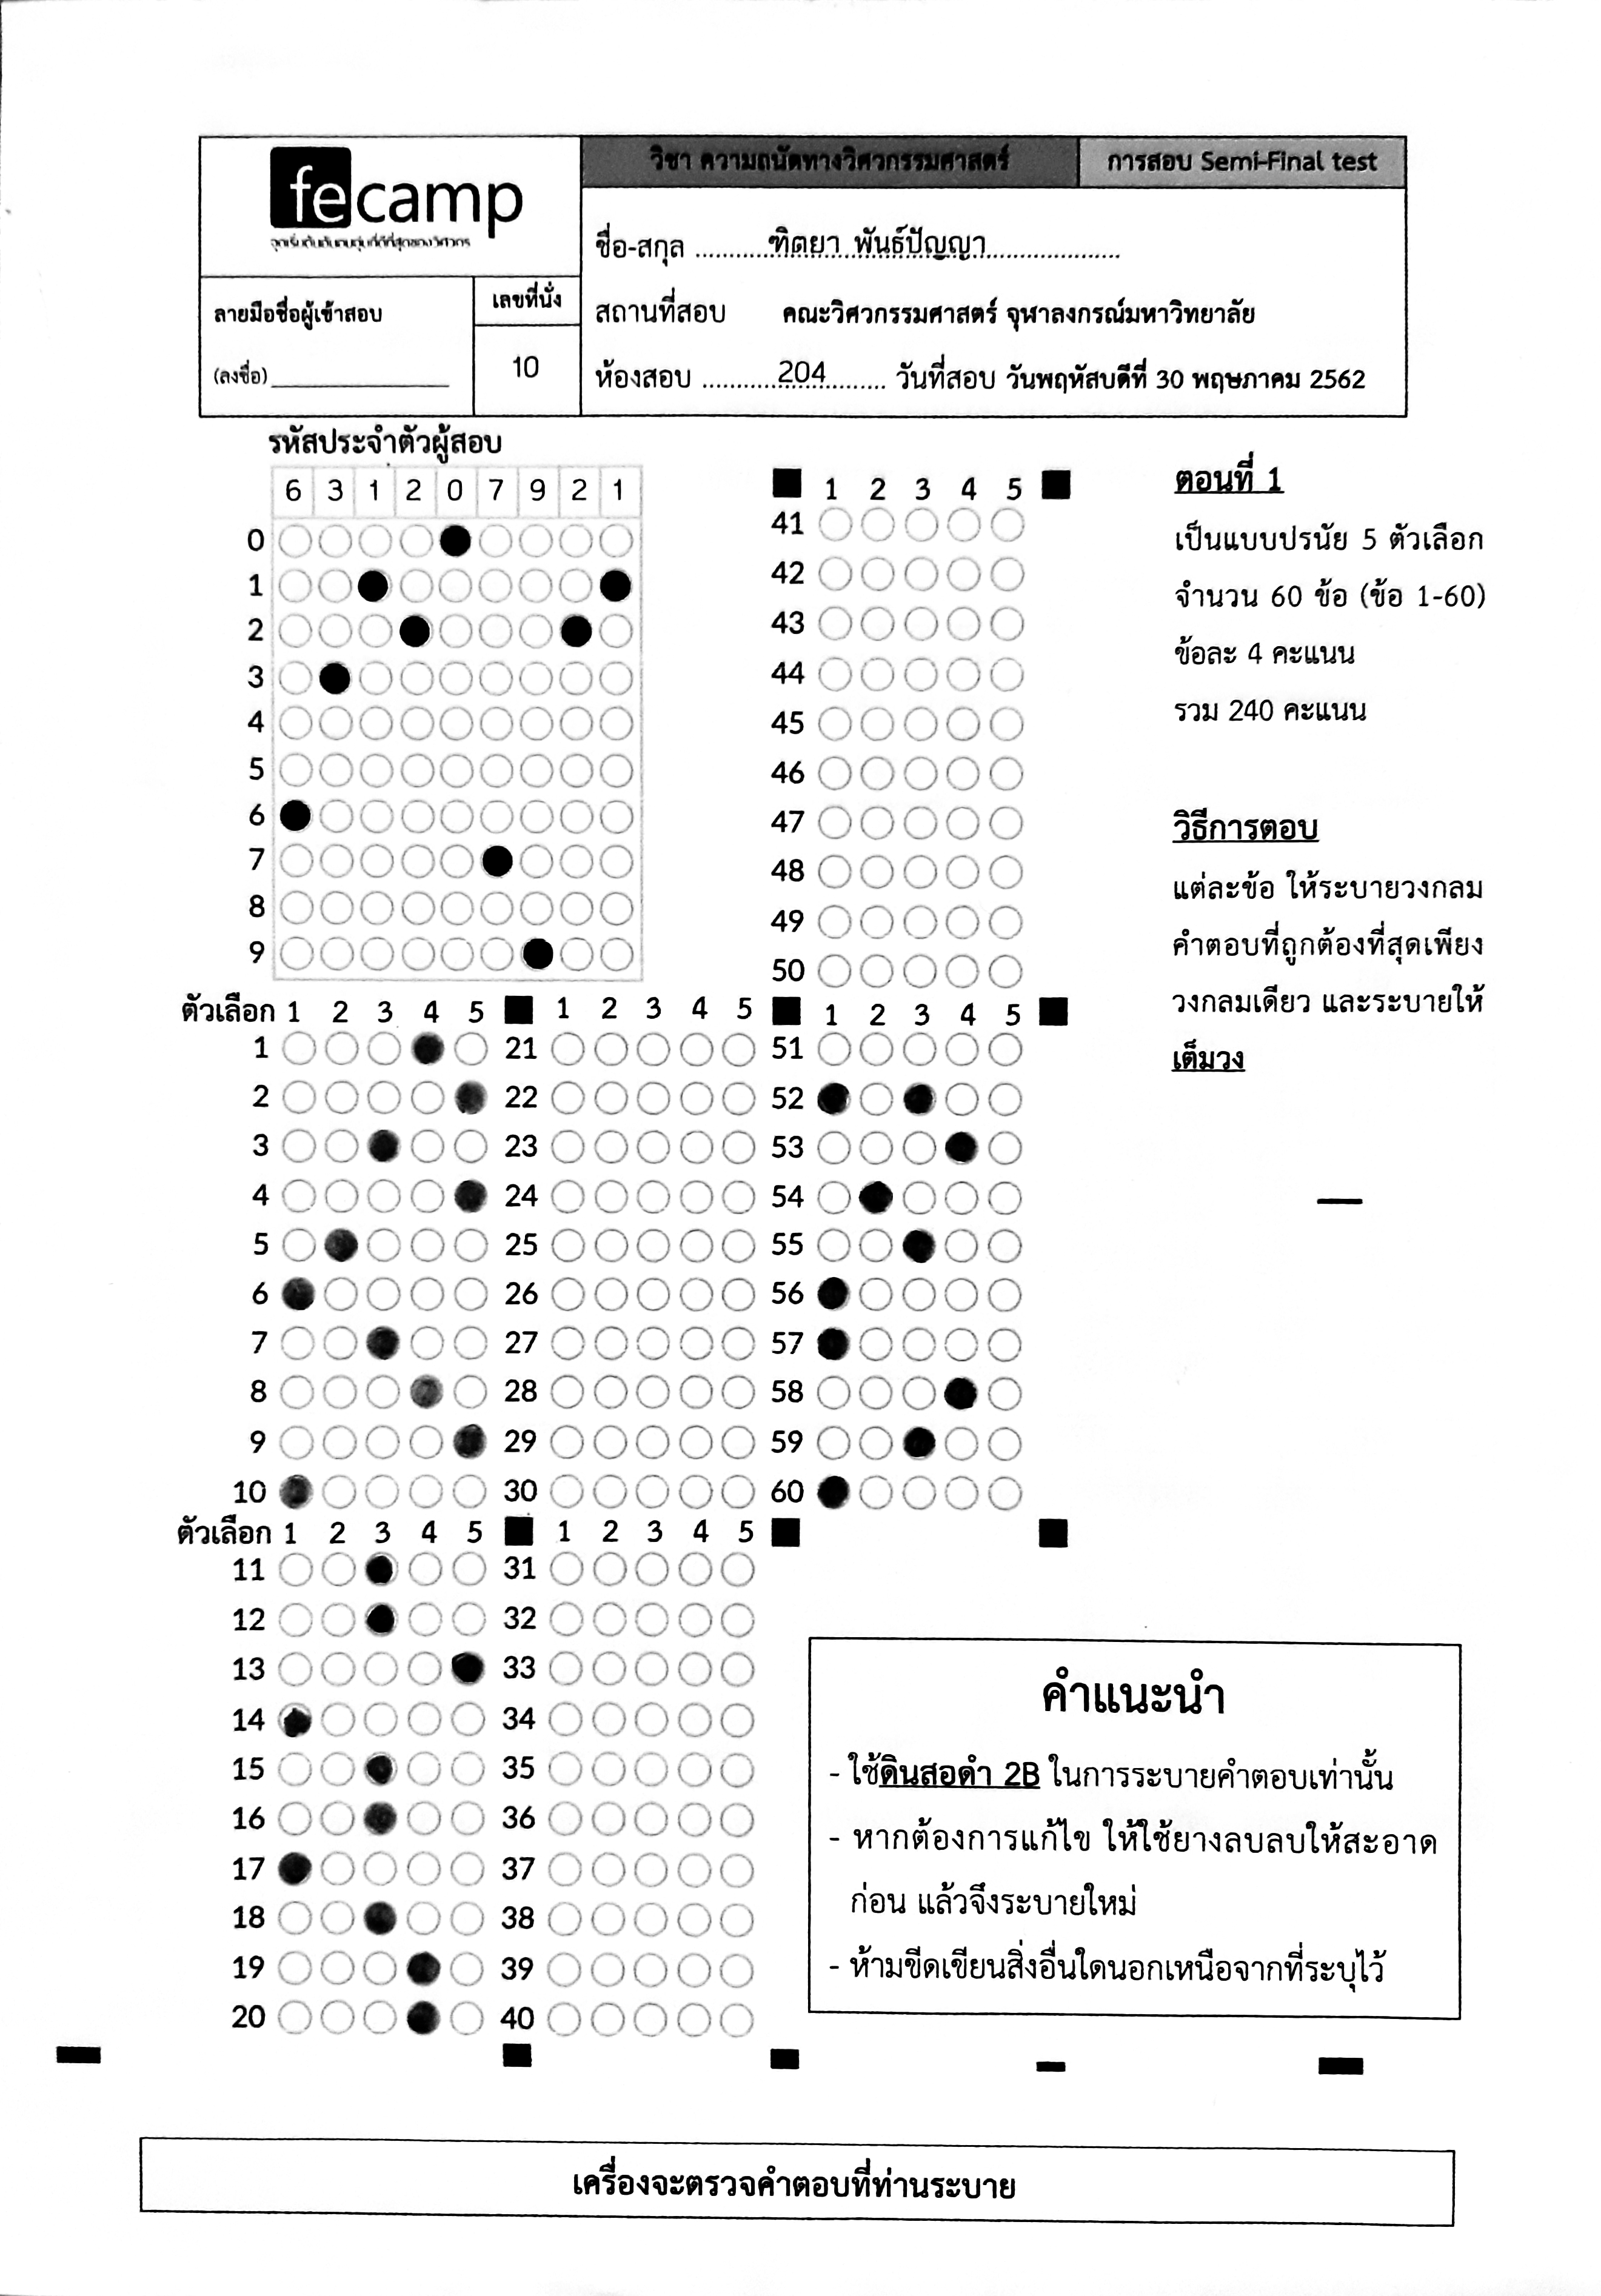 fecamp
วิชา ความถนัดทางวิศวกรรมศาสตร์
การสอบ Semi-Final test
ชื่อ-สกุล ฑิตยา พันธ์ปัญญา
ลายมือชื่อผู้เข้าสอบ
(ลงชื่อ)
เลขที่นั่ง
10
สถานที่สอบ คณะวิศวกรรมศาสตร์ จุฬาลงกรณ์มหาวิทยาลัย
ห้องสอบ 204 วันที่สอบ วันพฤหัสบดีที่ 30 พฤษภาคม 2562
รหัสประจำตัวผู้สอบ
6 3 1 2 0 7 9 2 1
0
1
2
3
4
5
6
7
8
9
1 2 3 4 5
41
42
43
44
45
46
47
48
49
50
ตอนที่ 1
เป็นแบบปรนัย 5 ตัวเลือก
จำนวน 60 ข้อ (ข้อ 1-60)
ข้อละ 4 คะแนน
รวม 240 คะแนน
วิธีการตอบ
แต่ละข้อ ให้ระบายวงกลม
คำตอบที่ถูกต้องที่สุดเพียง
วงกลมเดียว และระบายให้
เต็มวง
ตัวเลือก 1 2 3 4 5 1 2 3 4 5 1 2 3 4 5
1 21 51
2 22 52
3 23 53
4 24 54
5 25 55
6 26 56
7 27 57
8 28 58
9 29 59
10 30 60
ตัวเลือก 1 2 3 4 5 1 2 3 4 5
11 31
12 32
13 33
14 34
15 35
16 36
17 37
18 38
19 39
20 40
คำแนะนำ
- ใช้ดินสอดำ 2B ในการระบายคำตอบเท่านั้น
- หากต้องการแก้ไข ให้ใช้ยางลบลบให้สะอาด
ก่อน แล้วจึงระบายใหม่
- ห้ามขีดเขียนสิ่งอื่นใดนอกเหนือจากที่ระบุไว้
เครื่องจะตรวจคำตอบที่ท่านระบาย